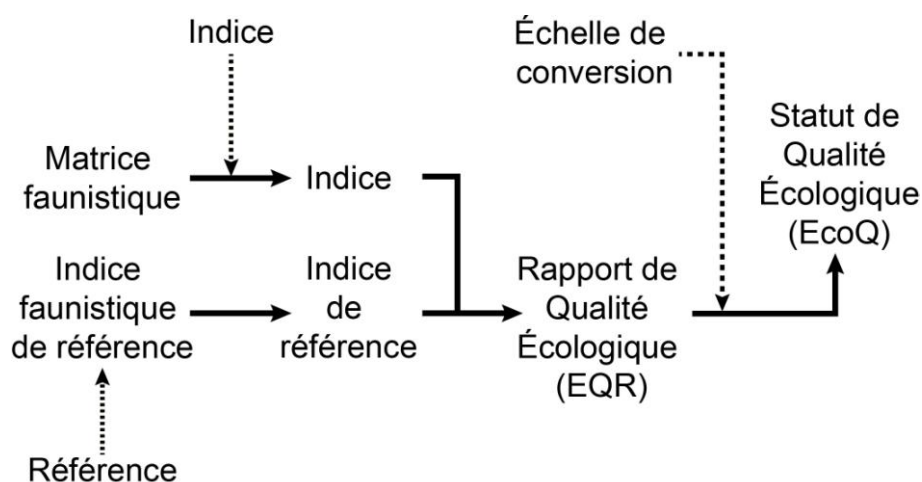 Indice
Échelle de
conversion
Statut de
Qualité
Écologique
(EcoQ)
Matrice
faunistique
Indice
Indice
faunistique
de référence
Indice
de
référence
Rapport de
Qualité
Écologique
(EQR)
Référence